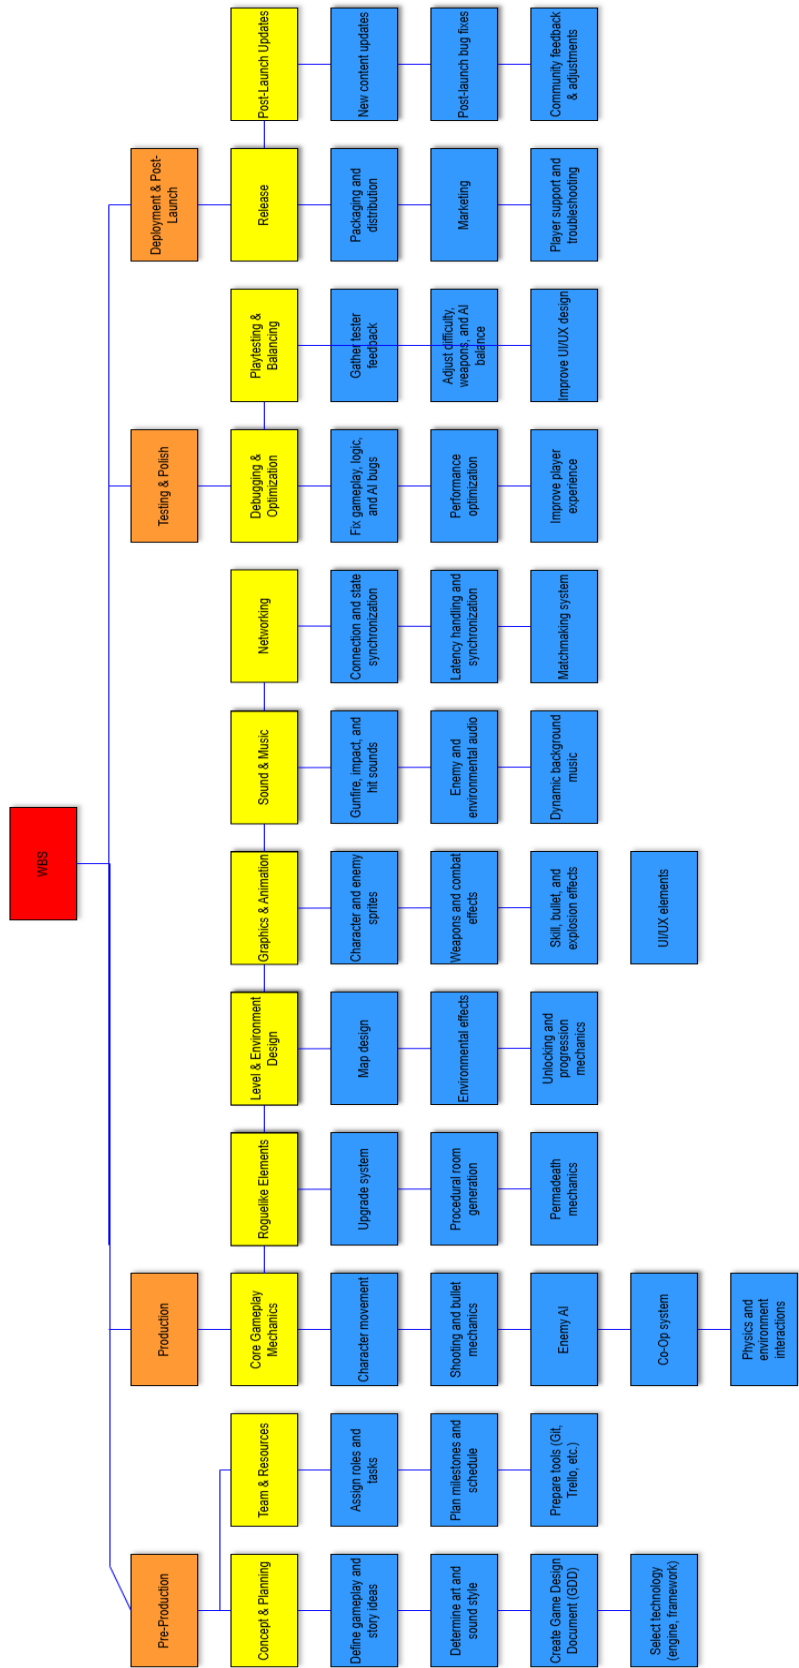 WBS
Pre-Production
Production
Testing & Polish
Deployment & Post-
Launch
Concept & Planning
Team & Resources
Core Gameplay
Mechanics
Roguelike Elements
Level & Environment
Design
Graphics & Animation
Sound & Music
Networking
Debugging &
Optimization
Playtesting &
Balancing
Release
Post-Launch Updates
Define gameplay and
story ideas
Assign roles and
tasks
Character movement
Upgrade system
Map design
Character and enemy
sprites
Gunfire, impact, and
hit sounds
Connection and state
synchronization
Fix gameplay, logic,
and AI bugs
Gather tester
feedback
Packaging and
distribution
New content updates
Determine art and
sound style
Plan milestones and
schedule
Shooting and bullet
mechanics
Procedural room
generation
Environmental effects
Weapons and combat
effects
Enemy and
environmental audio
Latency handling and
synchronization
Performance
optimization
Adjust difficulty,
weapons, and AI
balance
Marketing
Post-launch bug fixes
Create Game Design
Document (GDD)
Prepare tools (Git,
Trello, etc.)
Enemy AI
Permadeath
mechanics
Unlocking and
progression
mechanics
Skill, bullet, and
explosion effects
Dynamic background
music
Matchmaking system
Improve player
experience
Improve UI/UX design
Player support and
troubleshooting
Community feedback
& adjustments
Select technology
(engine, framework)
Co-Op system
UI/UX elements
Physics and
environment
interactions